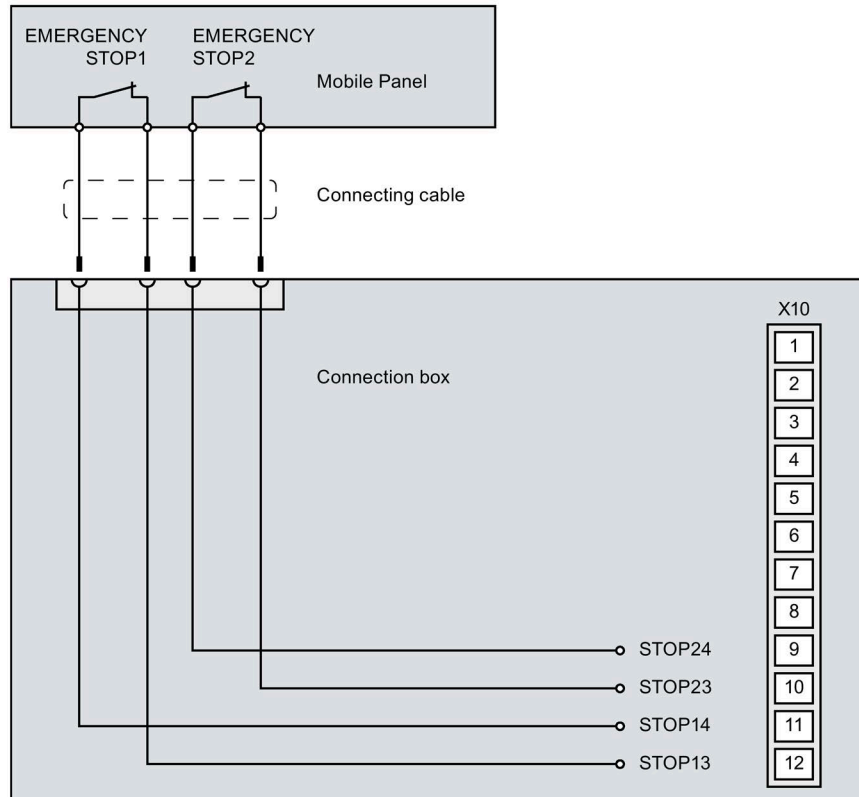 EMERGENCY
STOP1
EMERGENCY
STOP2
Mobile Panel
Connecting cable
X10
1
Connection box
2
3
4
5
6
7
8
STOP24
9
STOP23
10
STOP14
11
STOP13
12